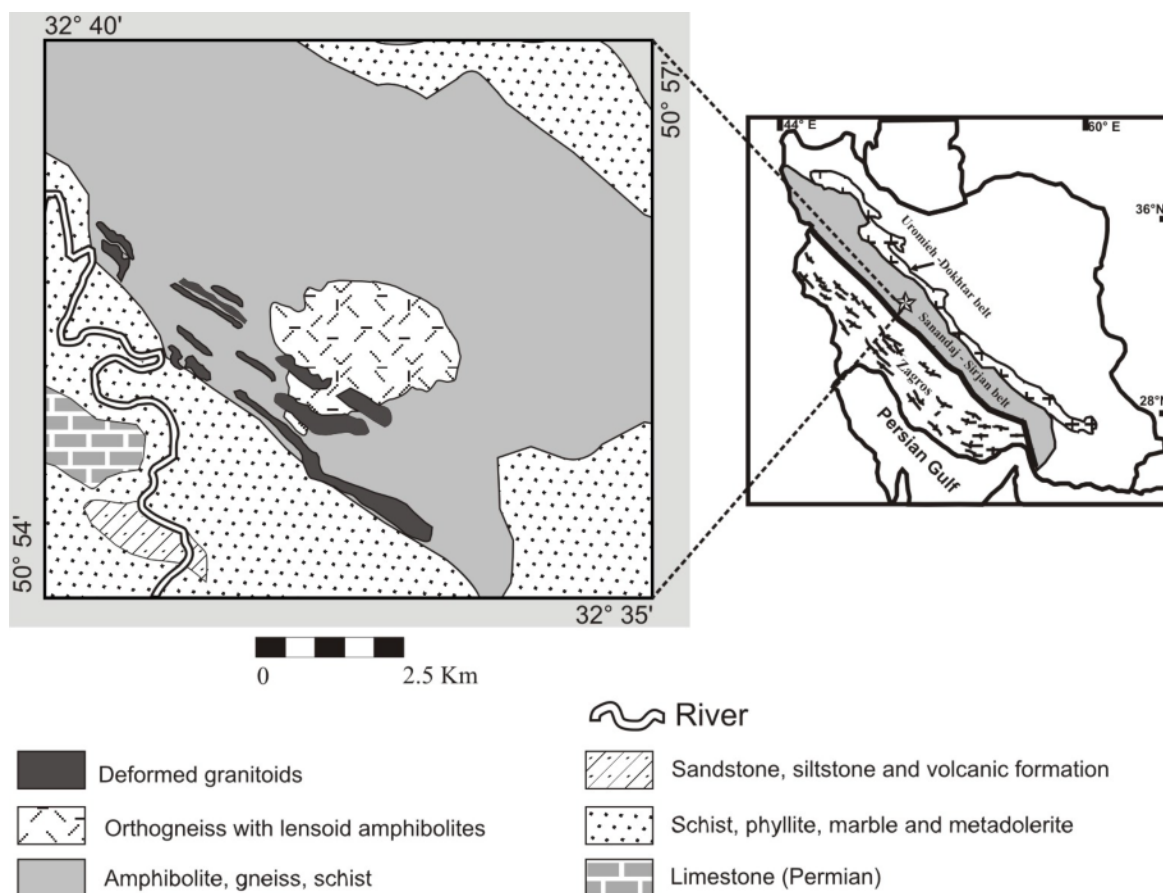 32° 40'
50° 57'
50° 54'
32° 35'
0 2.5 Km
44° E
60° E
36°N
28°N
Uromieh -Dokhtar belt
Sanandaj - Sirjan belt
Zagros
Persian Gulf
River
Deformed granitoids
Orthogneiss with lensoid amphibolites
Amphibolite, gneiss, schist
Sandstone, siltstone and volcanic formation
Schist, phyllite, marble and metadolerite
Limestone (Permian)